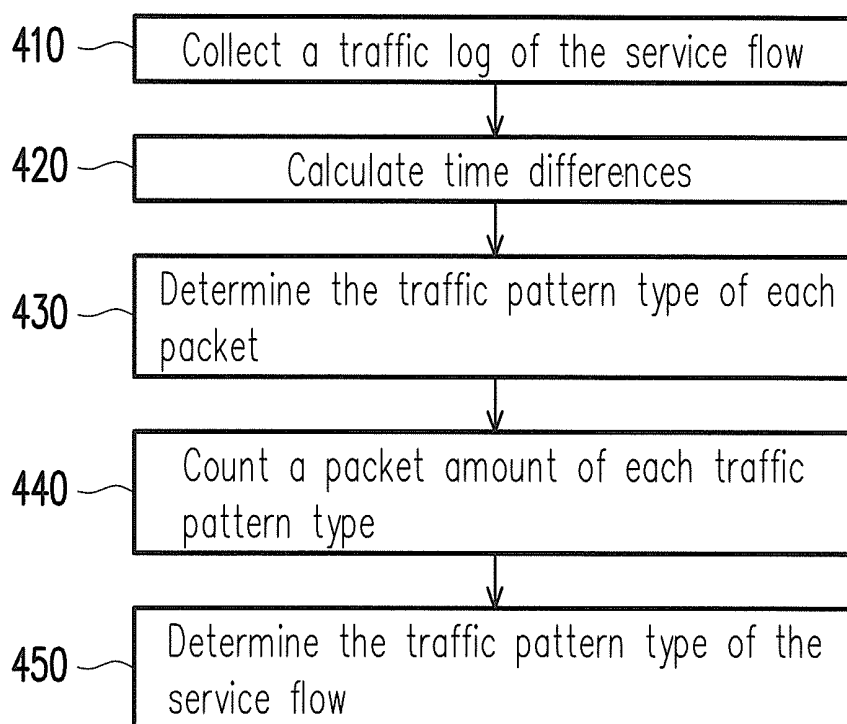 410 Collect a traffic log of the service flow
420 Calculate time differences
430 Determine the traffic pattern type of each
packet
440 Count a packet amount of each traffic
pattern type
450 Determine the traffic pattern type of the
service flow